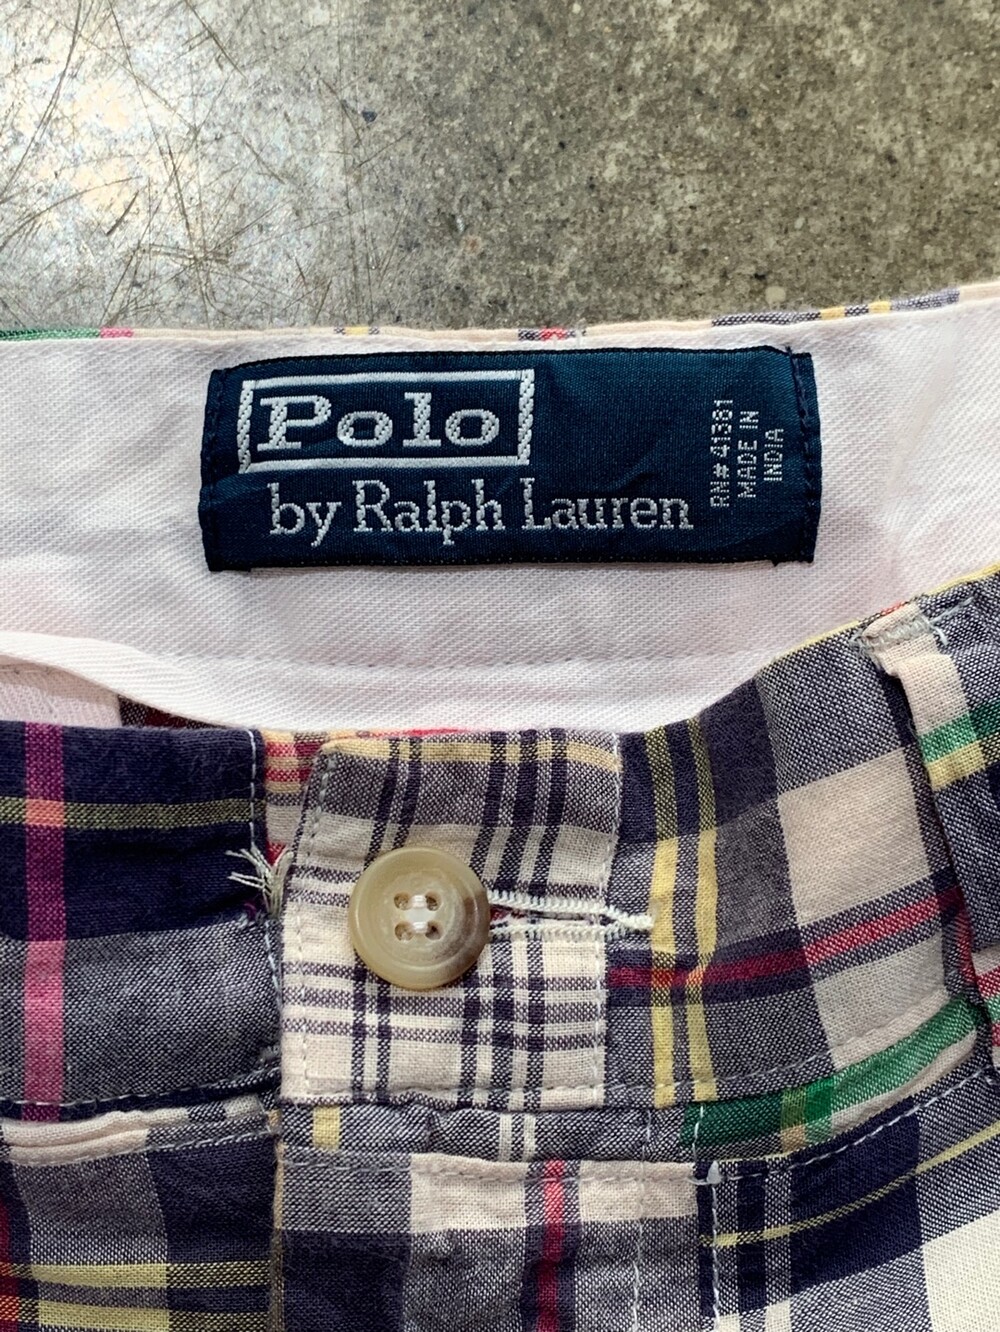 Polo
by Ralph Lauren
RN# 41381
MADE IN
INDIA